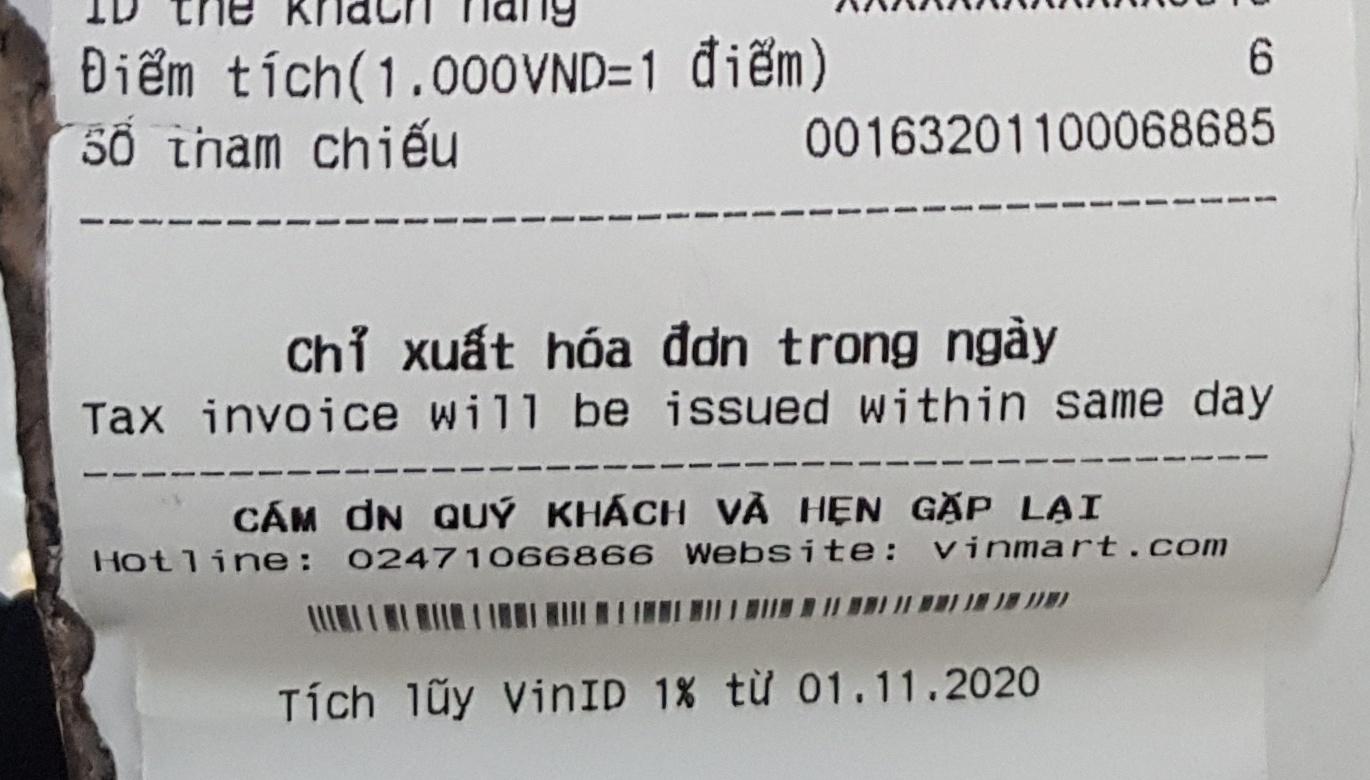 ID thẻ khách hàng
Điểm tích(1.000VND=1 điểm) 6
Số tham chiếu 00163201100068685
Chỉ xuất hóa đơn trong ngày
Tax invoice will be issued within same day
CẢM ƠN QUÝ KHÁCH VÀ HẸN GẶP LẠI
Hotline: 02471066866 Website: vinmart.com
Tích lũy VinID 1% từ 01.11.2020